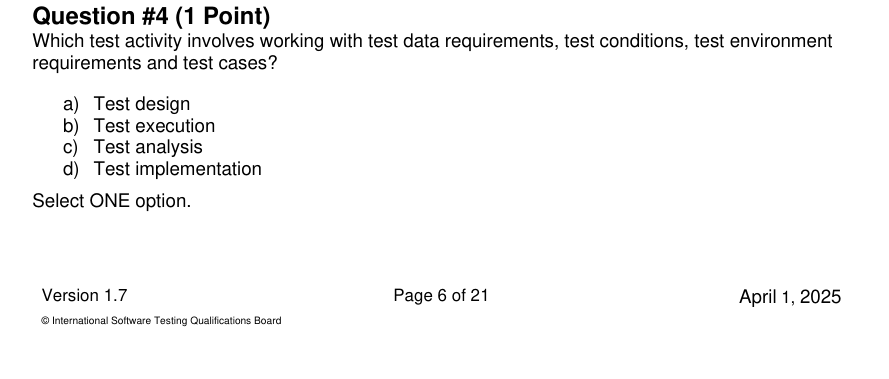 Question #4 (1 Point)
Which test activity involves working with test data requirements, test conditions, test environment
requirements and test cases?
a) Test design
b) Test execution
c) Test analysis
d) Test implementation
Select ONE option.
Version 1.7
Page 6 of 21
April 1, 2025
© International Software Testing Qualifications Board